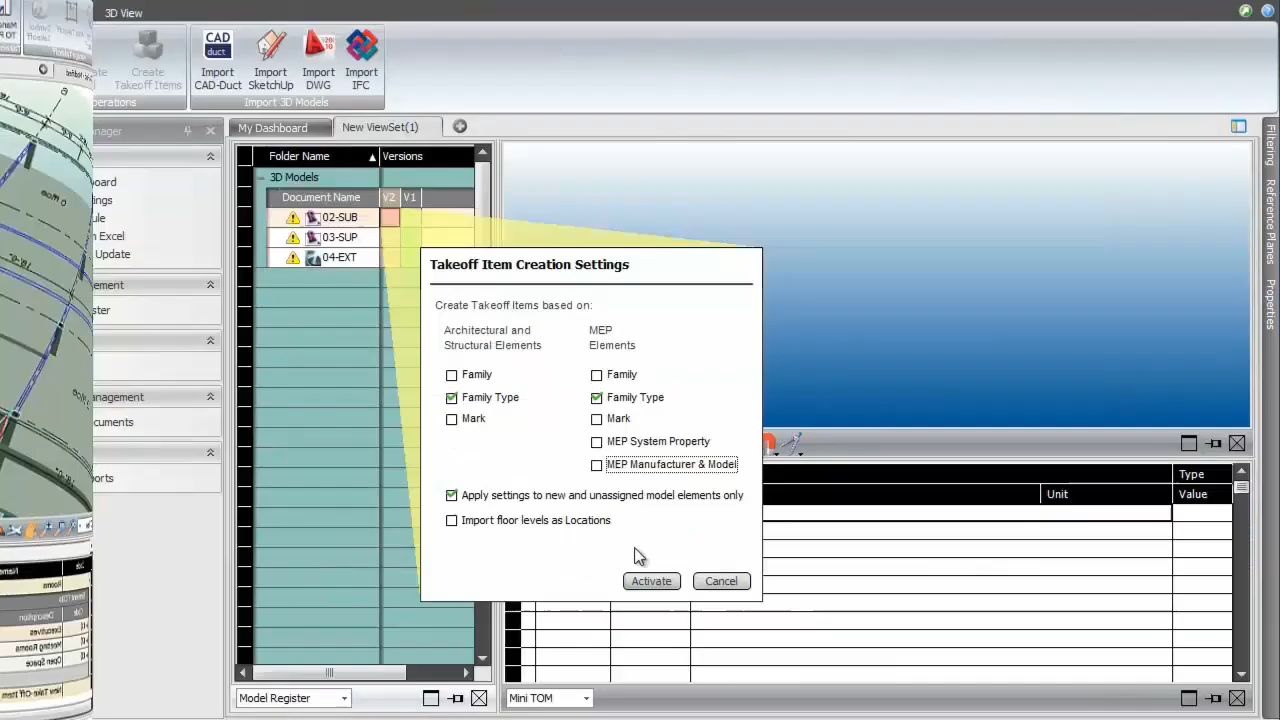 3D View
Create
Takeoff Items
Import
CAD-Duct
CAD
duct
Import
SketchUp
Import
DWG
Import
IFC
Import 3D Models
My Dashboard
New ViewSet(1)
Folder Name
Versions
3D Models
Document Name
V2
V1
02-SUB
03-SUP
04-EXT
Takeoff Item Creation Settings
Create Takeoff Items based on:
Architectural and
Structural Elements
MEP
Elements
Family
Family
Family Type
Family Type
Mark
Mark
MEP System Property
MEP Manufacturer & Model
Apply settings to new and unassigned model elements only
Import floor levels as Locations
Activate
Cancel
Type
Unit
Value
Model Register
Mini TOM
Filtering
Reference Planes
Properties
Excel
Update